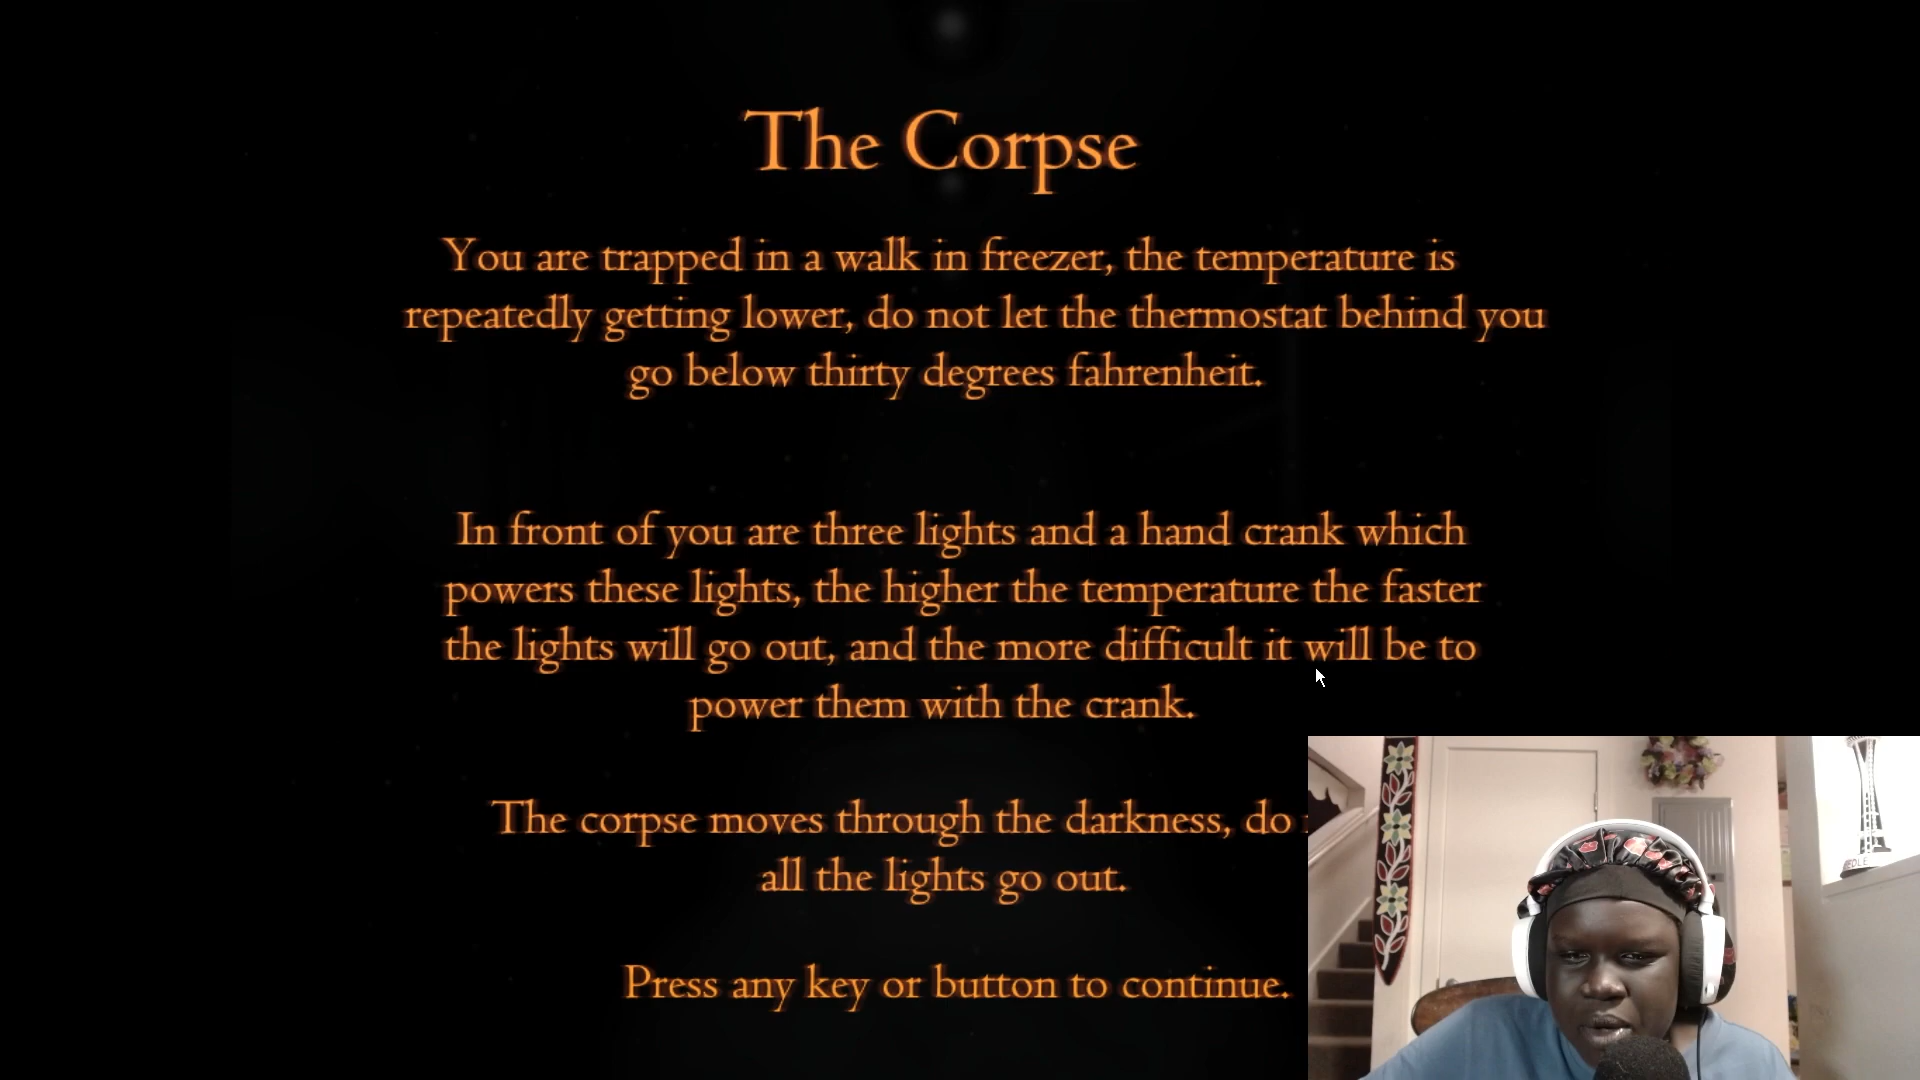 The Corpse
You are trapped in a walk in freezer, the temperature is
repeatedly getting lower, do not let the thermostat behind you
go below thirty degrees fahrenheit.
In front of you are three lights and a hand crank which
powers these lights, the higher the temperature the faster
the lights will go out, and the more difficult it will be to
power them with the crank.
The corpse moves through the darkness, do
all the lights go out.
Press any key or button to continue.